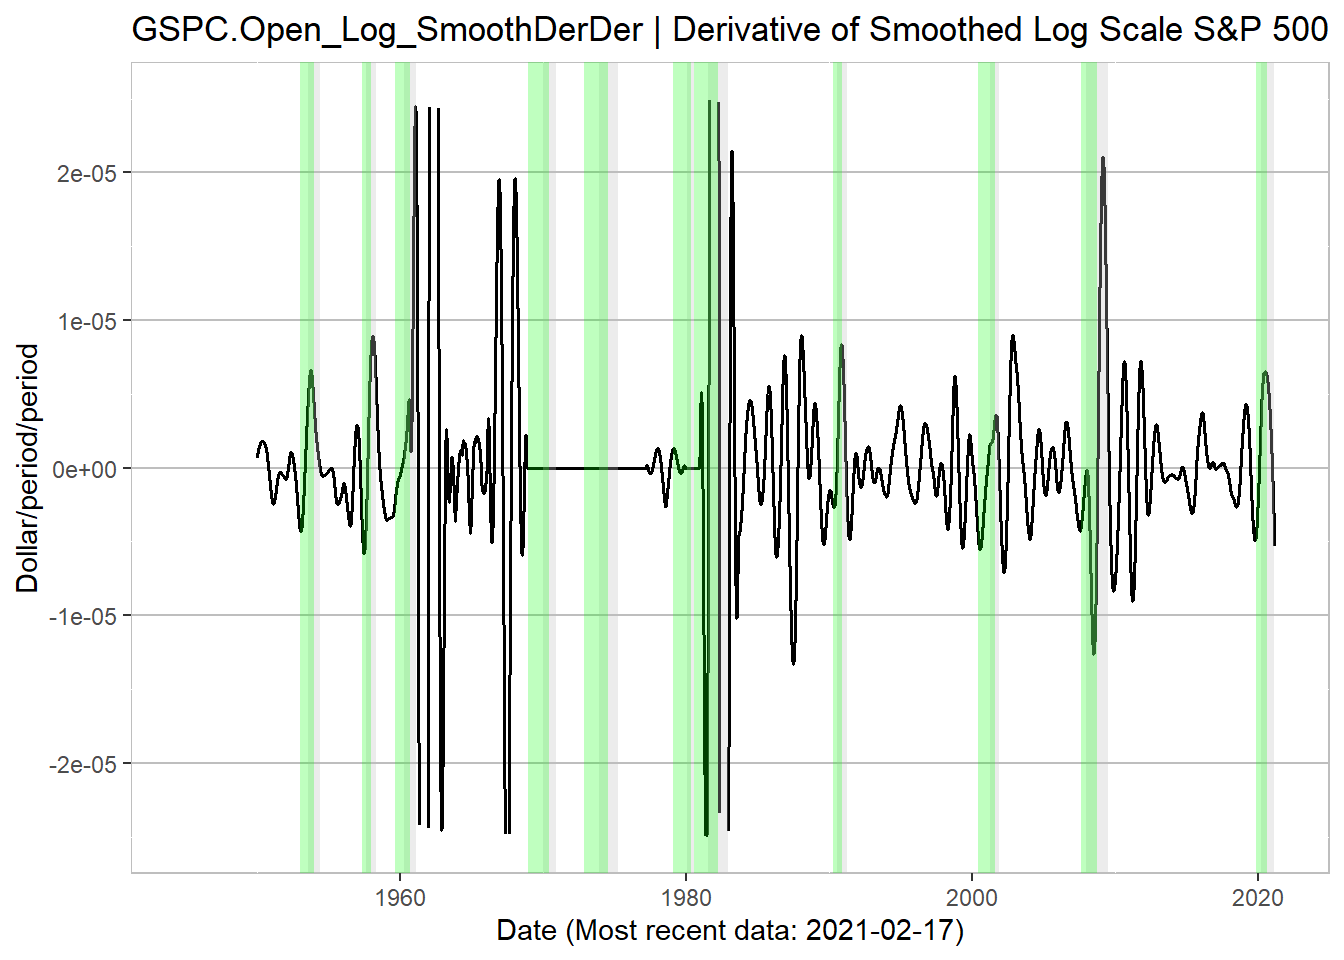 GSPC.Open_Log_SmoothDerDer | Derivative of Smoothed Log Scale S&P 500
Dollar/period/period
2e-05
1e-05
0e+00
-1e-05
-2e-05
1960 1980 2000 2020
Date (Most recent data: 2021-02-17)